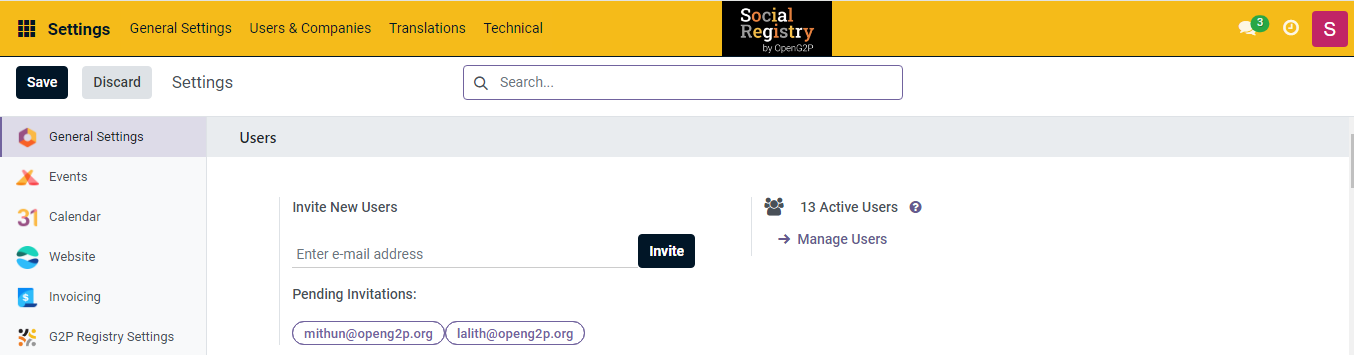 Settings General Settings Users & Companies Translations Technical
Social
Registry
by OpenG2P
3
S
Save Discard Settings Search...
General Settings
Events
31 Calendar
Website
Invoicing
G2P Registry Settings
Users
Invite New Users
Enter e-mail address Invite
Pending Invitations:
mithun@openg2p.org lalith@openg2p.org
13 Active Users ?
→ Manage Users